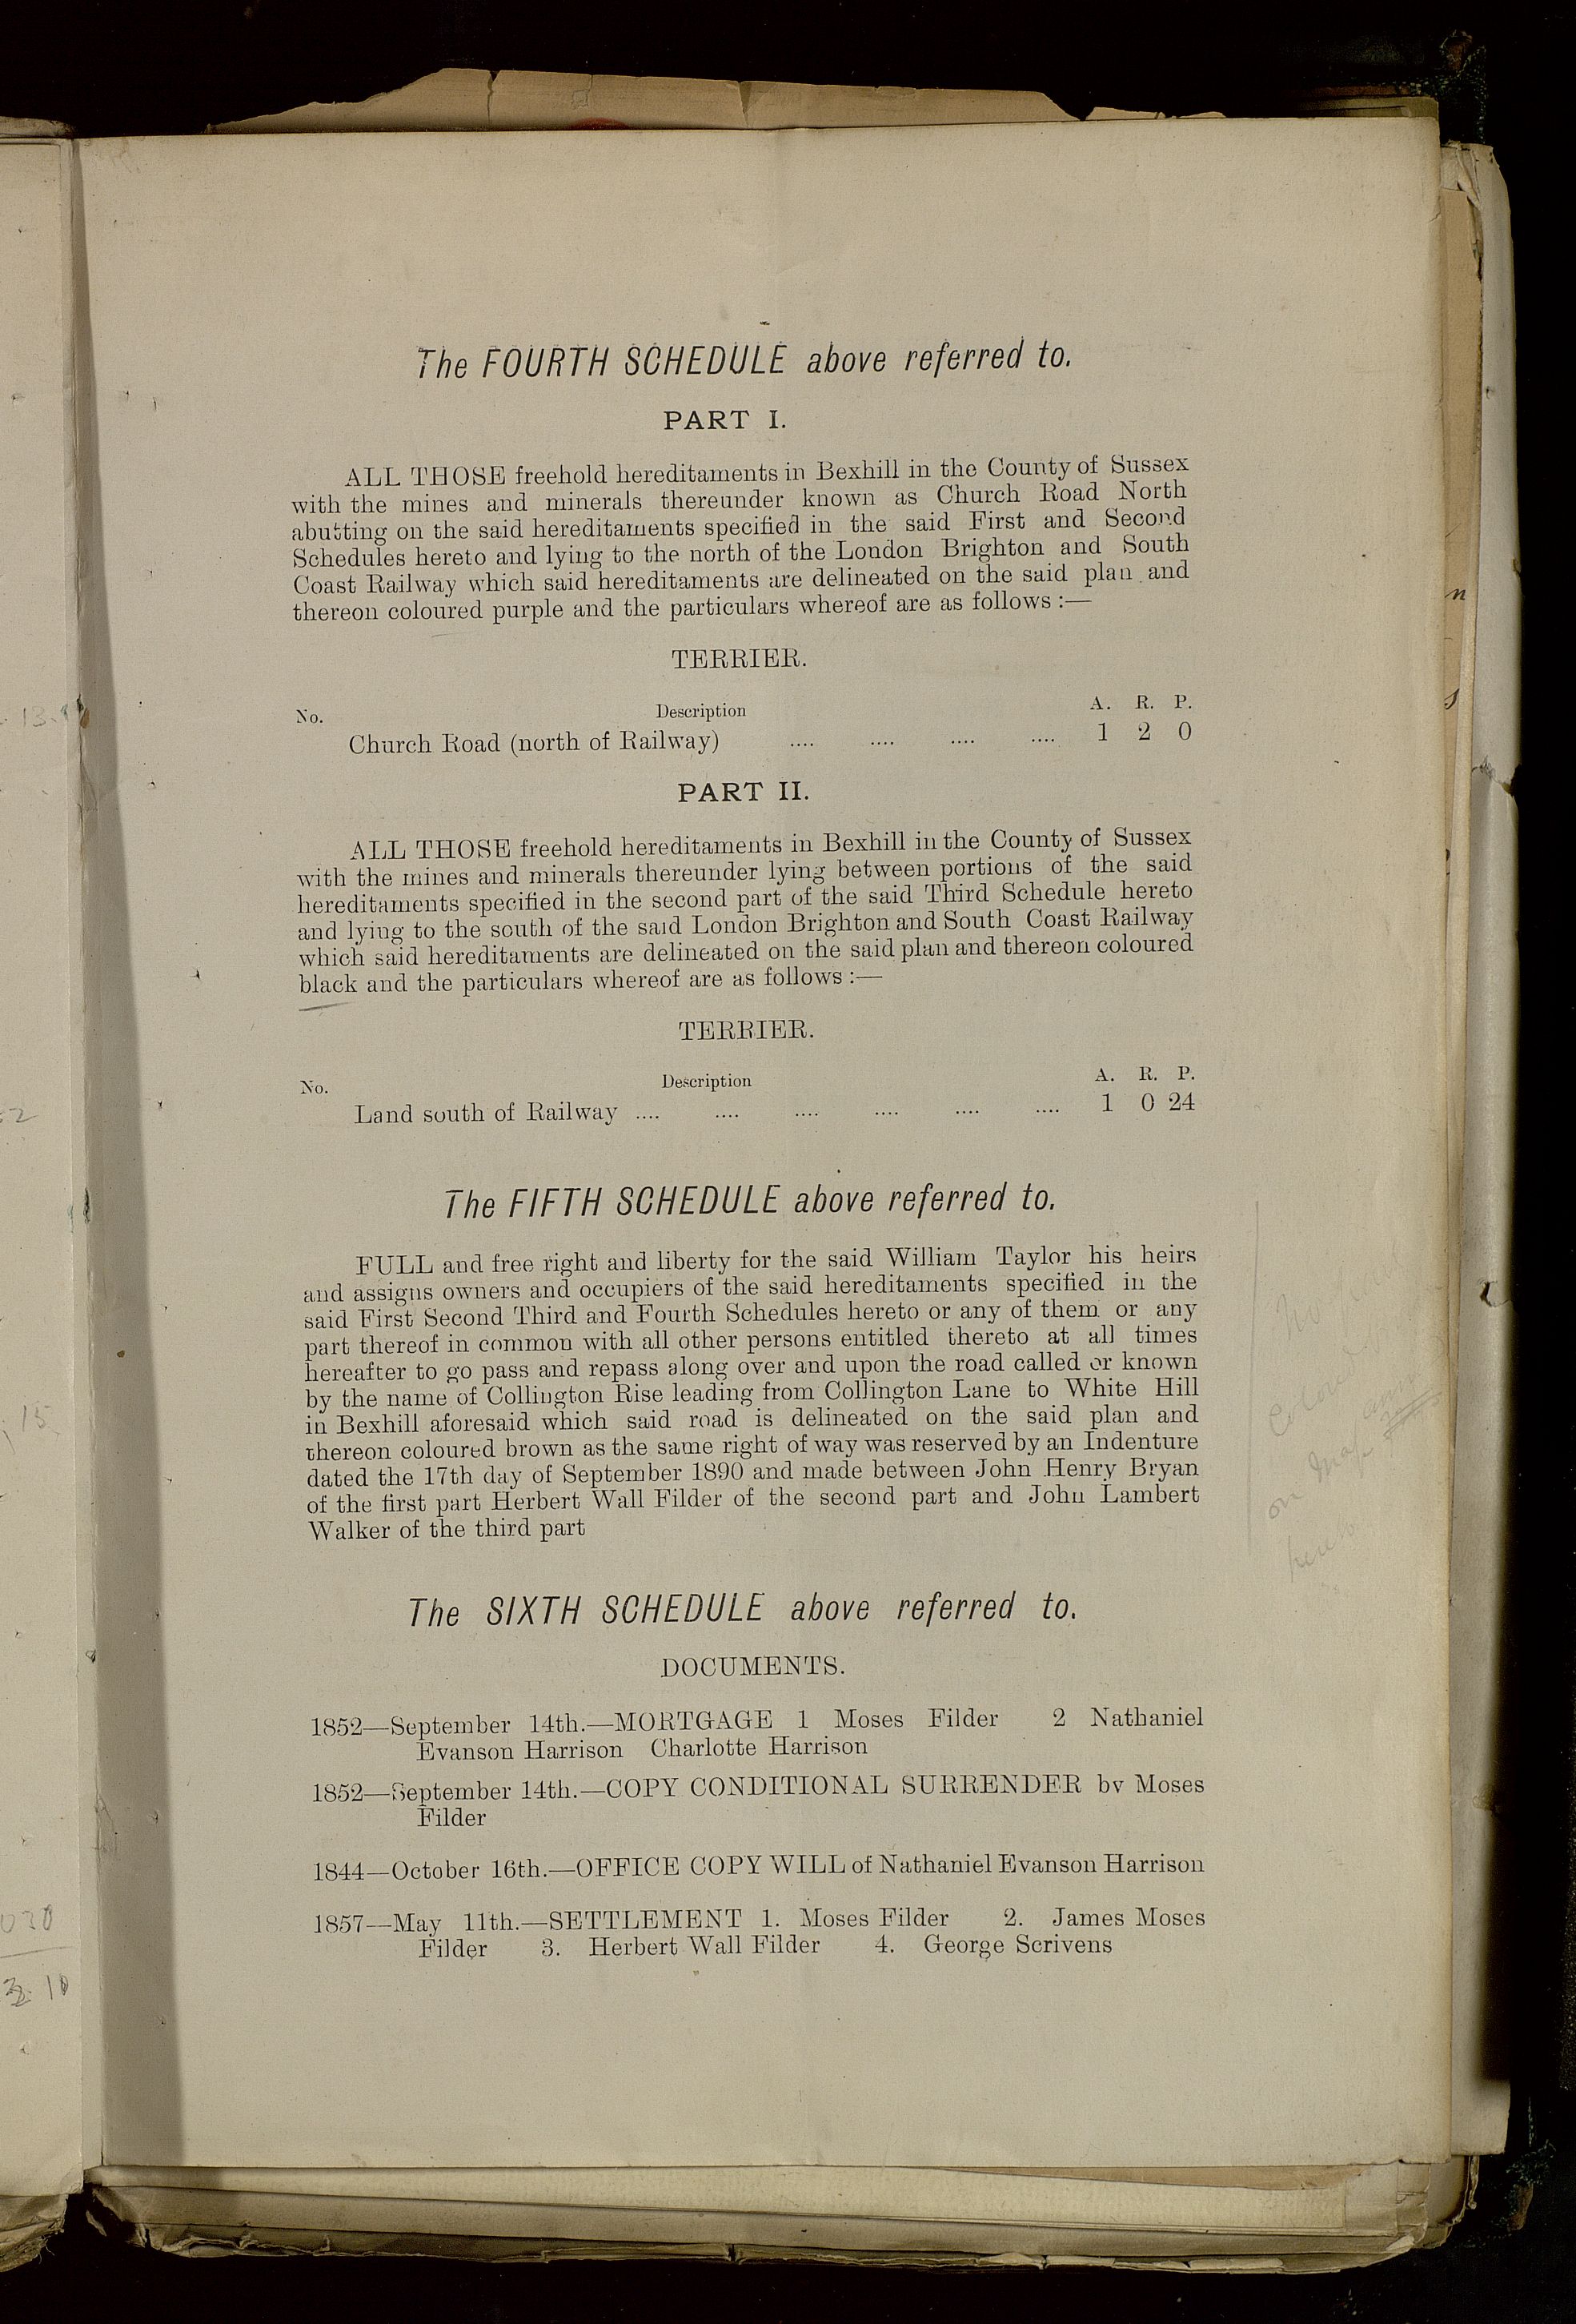 The FOURTH SCHEDULE above referred to.
PART I.
ALL THOSE freehold hereditaments in Bexhill in the County of Sussex
with the mines and minerals thereunder known as Church Road North
abutting on the said hereditaments specified in the said First and Second
Schedules hereto and lying to the north of the London Brighton and South
Coast Railway which said hereditaments are delineated on the said plan and
thereon coloured purple and the particulars whereof are as follows :—
TERRIER.
No. Description A. R. P.
Church Road (north of Railway) .... .... .... .... 1 2 0
PART II.
ALL THOSE freehold hereditaments in Bexhill in the County of Sussex
with the mines and minerals thereunder lying between portions of the said
hereditaments specified in the second part of the said Third Schedule hereto
and lying to the south of the said London Brighton and South Coast Railway
which said hereditaments are delineated on the said plan and thereon coloured
black and the particulars whereof are as follows :—
TERRIER.
No. Description A. R. P.
Land south of Railway .... .... .... .... .... .... 1 0 24
The FIFTH SCHEDULE above referred to.
FULL and free right and liberty for the said William Taylor his heirs
and assigns owners and occupiers of the said hereditaments specified in the
said First Second Third and Fourth Schedules hereto or any of them or any
part thereof in common with all other persons entitled thereto at all times
hereafter to go pass and repass along over and upon the road called or known
by the name of Collington Rise leading from Collington Lane to White Hill
in Bexhill aforesaid which said road is delineated on the said plan and
thereon coloured brown as the same right of way was reserved by an Indenture
dated the 17th day of September 1890 and made between John Henry Bryan
of the first part Herbert Wall Filder of the second part and John Lambert
Walker of the third part
coloured
on map
hereto
The SIXTH SCHEDULE above referred to.
DOCUMENTS.
1852—September 14th.—MORTGAGE 1 Moses Filder 2 Nathaniel
Evanson Harrison Charlotte Harrison
1852—September 14th.—COPY CONDITIONAL SURRENDER by Moses
Filder
1844—October 16th.—OFFICE COPY WILL of Nathaniel Evanson Harrison
1857—May 11th.—SETTLEMENT 1. Moses Filder 2. James Moses
Filder 3. Herbert Wall Filder 4. George Scrivens